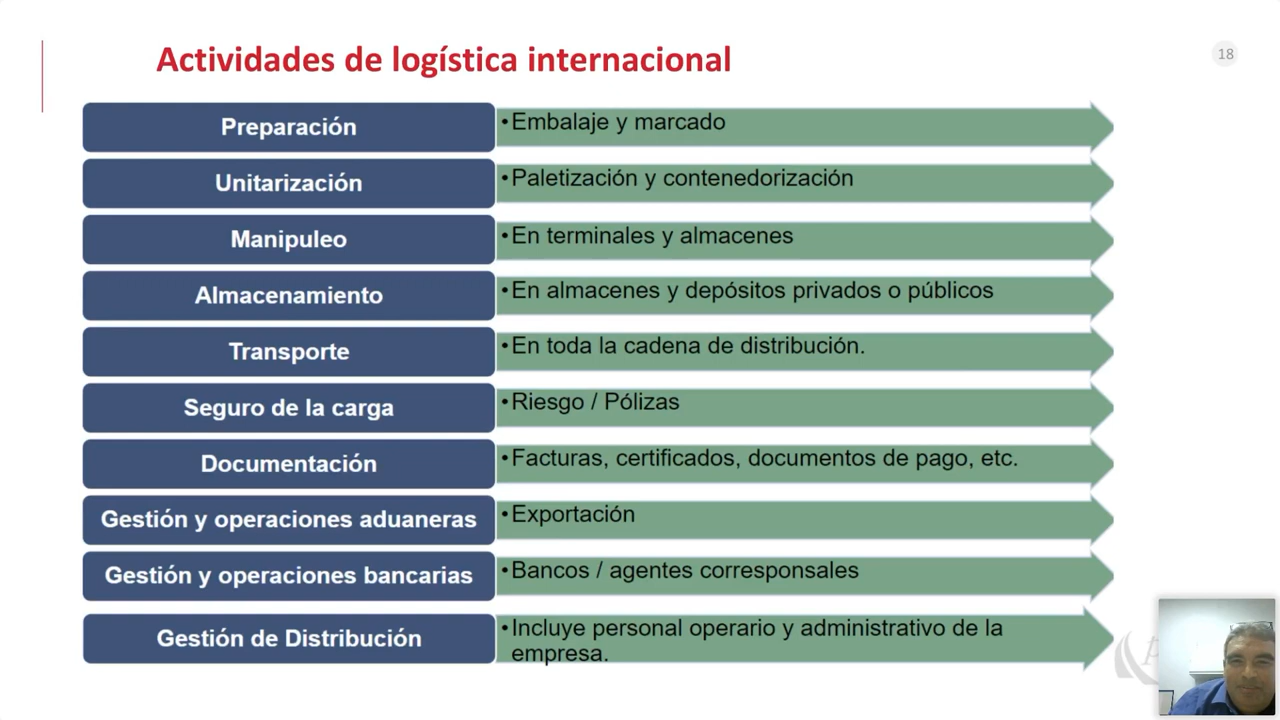 Actividades de logística internacional
18
Preparación
•Embalaje y marcado
Unitarización
•Paletización y contenedorización
Manipuleo
•En terminales y almacenes
Almacenamiento
•En almacenes y depósitos privados o públicos
Transporte
•En toda la cadena de distribución.
Seguro de la carga
•Riesgo / Pólizas
Documentación
•Facturas, certificados, documentos de pago, etc.
Gestión y operaciones aduaneras
•Exportación
Gestión y operaciones bancarias
•Bancos / agentes corresponsales
Gestión de Distribución
•Incluye personal operario y administrativo de la
empresa.